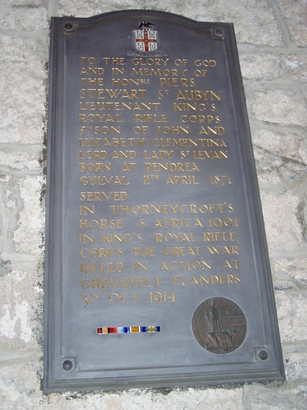 TO THE GLORY OF GOD
AND IN MEMORY OF
THE HONBLE PIERS
STEWART ST AUBYN
LIEUTENANT KING'S
ROYAL RIFLE CORPS
SON OF JOHN AND
ELIZABETH CLEMENTINA
LORD AND LADY ST LEVAN
BORN AT PENDREA
GULVAL 11TH APRIL 1871
SERVED
IN THORNEYCROFT'S
HORSE S. AFRICA 1901
IN KING'S ROYAL RIFLE
CORPS THE GREAT WAR
KILLED IN ACTION AT
FLANDERS
OCT. 1914